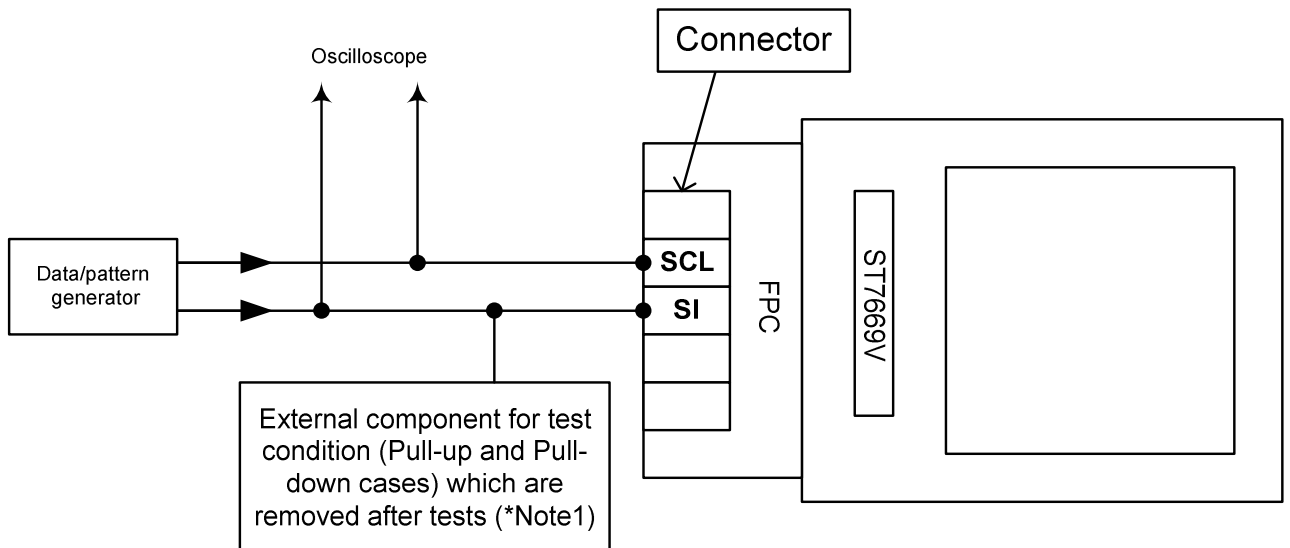 Oscilloscope
Connector
Data/pattern
generator
SCL
SI
FPC
ST7669V
External component for test
condition (Pull-up and Pull-
down cases) which are
removed after tests (*Note1)